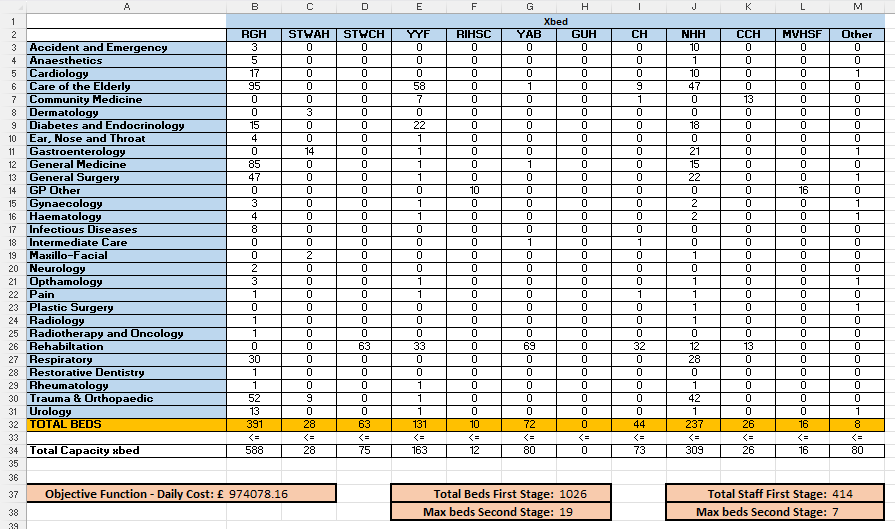 A B C D E F G H I J K L M
1 Xbed
2 RGH STWAH STWCH YYF RIHSC YAB GUH CH NHH CCH MVHSF Other
3 Accident and Emergency 3 0 0 0 0 0 0 0 10 0 0 0
4 Anaesthetics 5 0 0 0 0 0 0 0 1 0 0 0
5 Cardiology 17 0 0 0 0 0 0 0 10 0 0 1
6 Care of the Elderly 95 0 0 58 0 1 0 9 47 0 0 0
7 Community Medicine 0 0 0 7 0 0 0 1 0 13 0 0
8 Dermatology 0 3 0 0 0 0 0 0 0 0 0 0
9 Diabetes and Endocrinology 15 0 0 22 0 0 0 0 18 0 0 0
10 Ear, Nose and Throat 4 0 0 1 0 0 0 0 0 0 0 0
11 Gastroenterology 0 14 0 1 0 0 0 0 21 0 0 1
12 General Medicine 85 0 0 1 0 1 0 0 15 0 0 0
13 General Surgery 47 0 0 1 0 0 0 0 22 0 0 1
14 GP Other 0 0 0 0 10 0 0 0 0 0 16 0
15 Gynaecology 3 0 0 1 0 0 0 0 2 0 0 1
16 Haematology 4 0 0 1 0 0 0 0 2 0 0 1
17 Infectious Diseases 8 0 0 0 0 0 0 0 0 0 0 0
18 Intermediate Care 0 0 0 0 0 1 0 1 0 0 0 0
19 Maxillo-Facial 0 2 0 0 0 0 0 0 1 0 0 0
20 Neurology 2 0 0 0 0 0 0 0 0 0 0 0
21 Opthamology 3 0 0 1 0 0 0 0 1 0 0 1
22 Pain 1 0 0 1 0 0 0 1 1 0 0 0
23 Plastic Surgery 0 0 0 0 0 0 0 0 1 0 0 1
24 Radiology 1 0 0 0 0 0 0 0 1 0 0 0
25 Radiotherapy and Oncology 1 0 0 0 0 0 0 0 0 0 0 0
26 Rehabiltation 0 0 63 33 0 69 0 32 12 13 0 0
27 Respiratory 30 0 0 0 0 0 0 0 28 0 0 0
28 Restorative Dentistry 1 0 0 0 0 0 0 0 0 0 0 0
29 Rheumatology 1 0 0 1 0 0 0 0 1 0 0 0
30 Trauma & Orthopaedic 52 9 0 1 0 0 0 0 42 0 0 0
31 Urology 13 0 0 1 0 0 0 0 1 0 0 1
32 TOTAL BEDS 391 28 63 131 10 72 0 44 237 26 16 8
33 <= <= <= <= <= <= <= <= <= <= <= <=
34 Total Capacity xbed 588 28 75 163 12 80 0 73 309 26 16 80
35
36
37 Objective Function - Daily Cost: £ 974078.16 Total Beds First Stage: 1026 Total Staff First Stage: 414
38 Max beds Second Stage: 19 Max beds Second Stage: 7
39